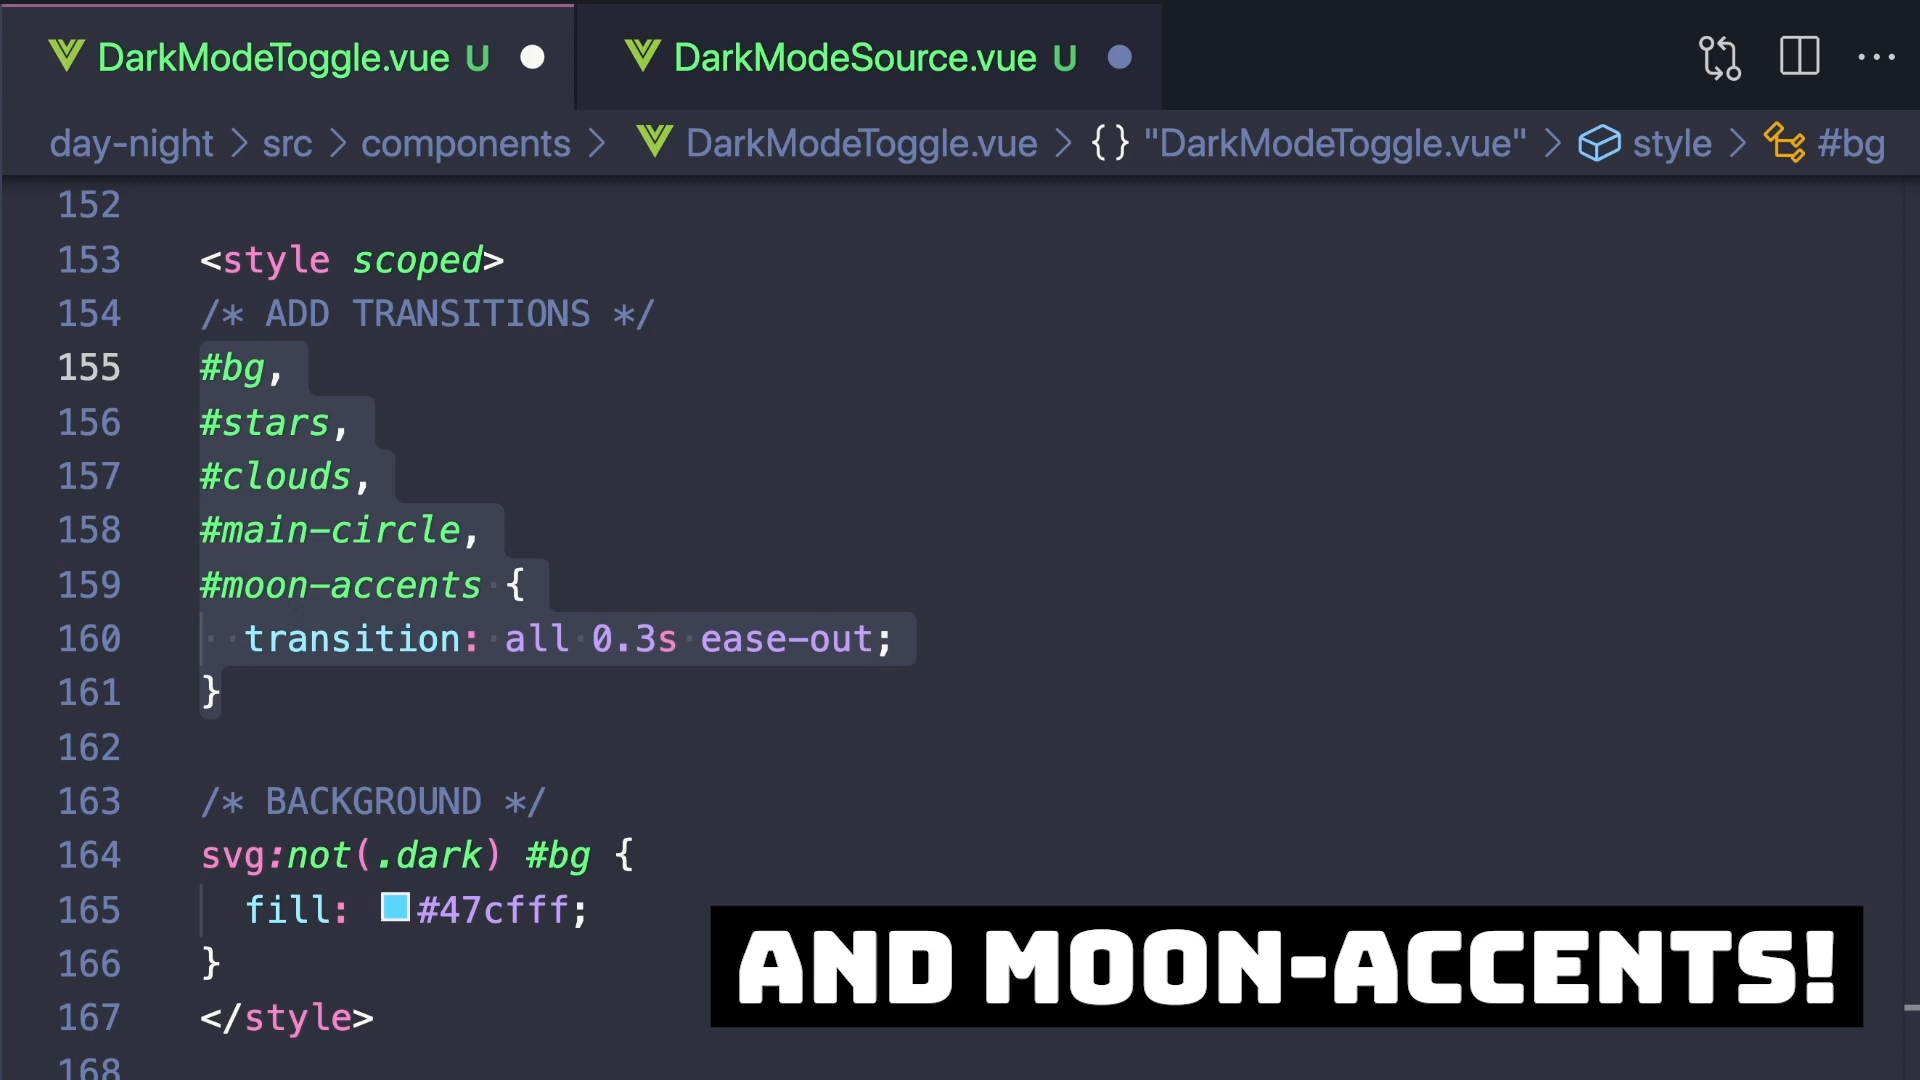 DarkModeToggle.vue U DarkModeSource.vue U
day-night > src > components > DarkModeToggle.vue > {} "DarkModeToggle.vue" > style > #bg
152
153 <style scoped>
154 /* ADD TRANSITIONS */
155 #bg,
156 #stars,
157 #clouds,
158 #main-circle,
159 #moon-accents {
160 transition: all 0.3s ease-out;
161 }
162
163 /* BACKGROUND */
164 svg:not(.dark) #bg {
165 fill: #47cfff;
166 }
167 </style>
168
AND MOON-ACCENTS!